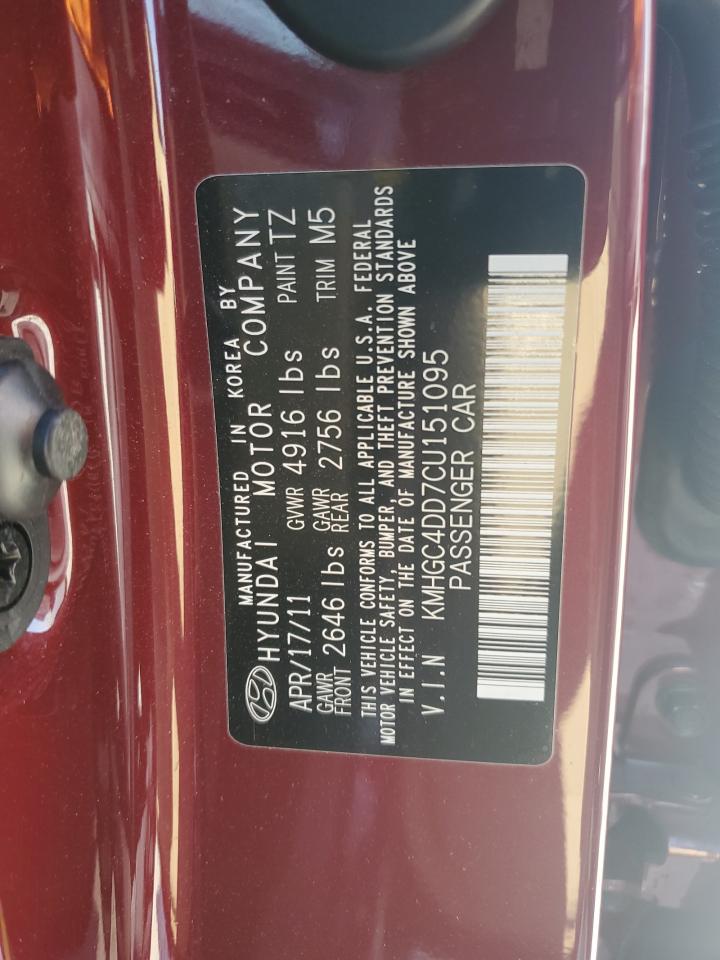 MANUFACTURED IN KOREA BY
HYUNDAI MOTOR COMPANY
APR/17/11 GVWR 4916 lbs PAINT TZ
GAWR FRONT 2646 lbs GAWR REAR 2756 lbs TRIM M5
THIS VEHICLE CONFORMS TO ALL APPLICABLE U.S.A. FEDERAL
MOTOR VEHICLE SAFETY, BUMPER, AND THEFT PREVENTION STANDARDS
IN EFFECT ON THE DATE OF MANUFACTURE SHOWN ABOVE
V.I.N KMHGC4DD7CU151095
PASSENGER CAR